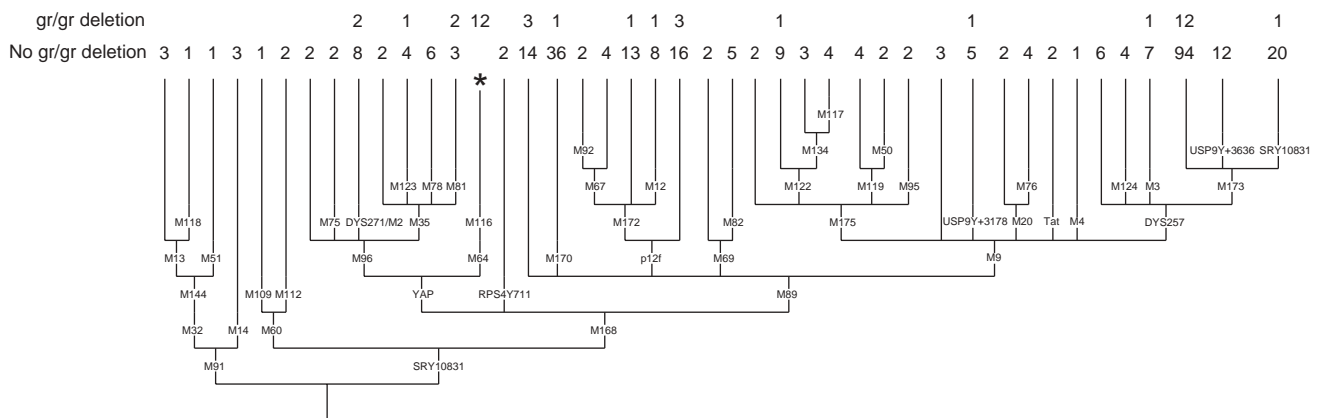 gr/gr deletion 2 1 2 12 3 1 1 1 3 1 1 1 12 1
No gr/gr deletion 3 1 1 3 1 2 2 2 8 2 4 6 3 2 14 36 2 4 13 8 16 2 5 2 9 3 4 4 2 2 3 5 2 4 2 1 6 4 7 94 12 20
*
M117
M92 M134 M50 USP9Y+3636 SRY10831
M123 M78 M81 M67 M12 M122 M119 M95 M76 M124 M3 M173
M118 M75 DYS271/M2 M35 M116 M172 M82 M175 USP9Y+3178 M20 Tat M4 DYS257
M13 M51 M96 M64 M170 p12f M69 M9
M144 M109 M112 YAP RPS4Y711 M89
M32 M14 M60 M168
M91 SRY10831